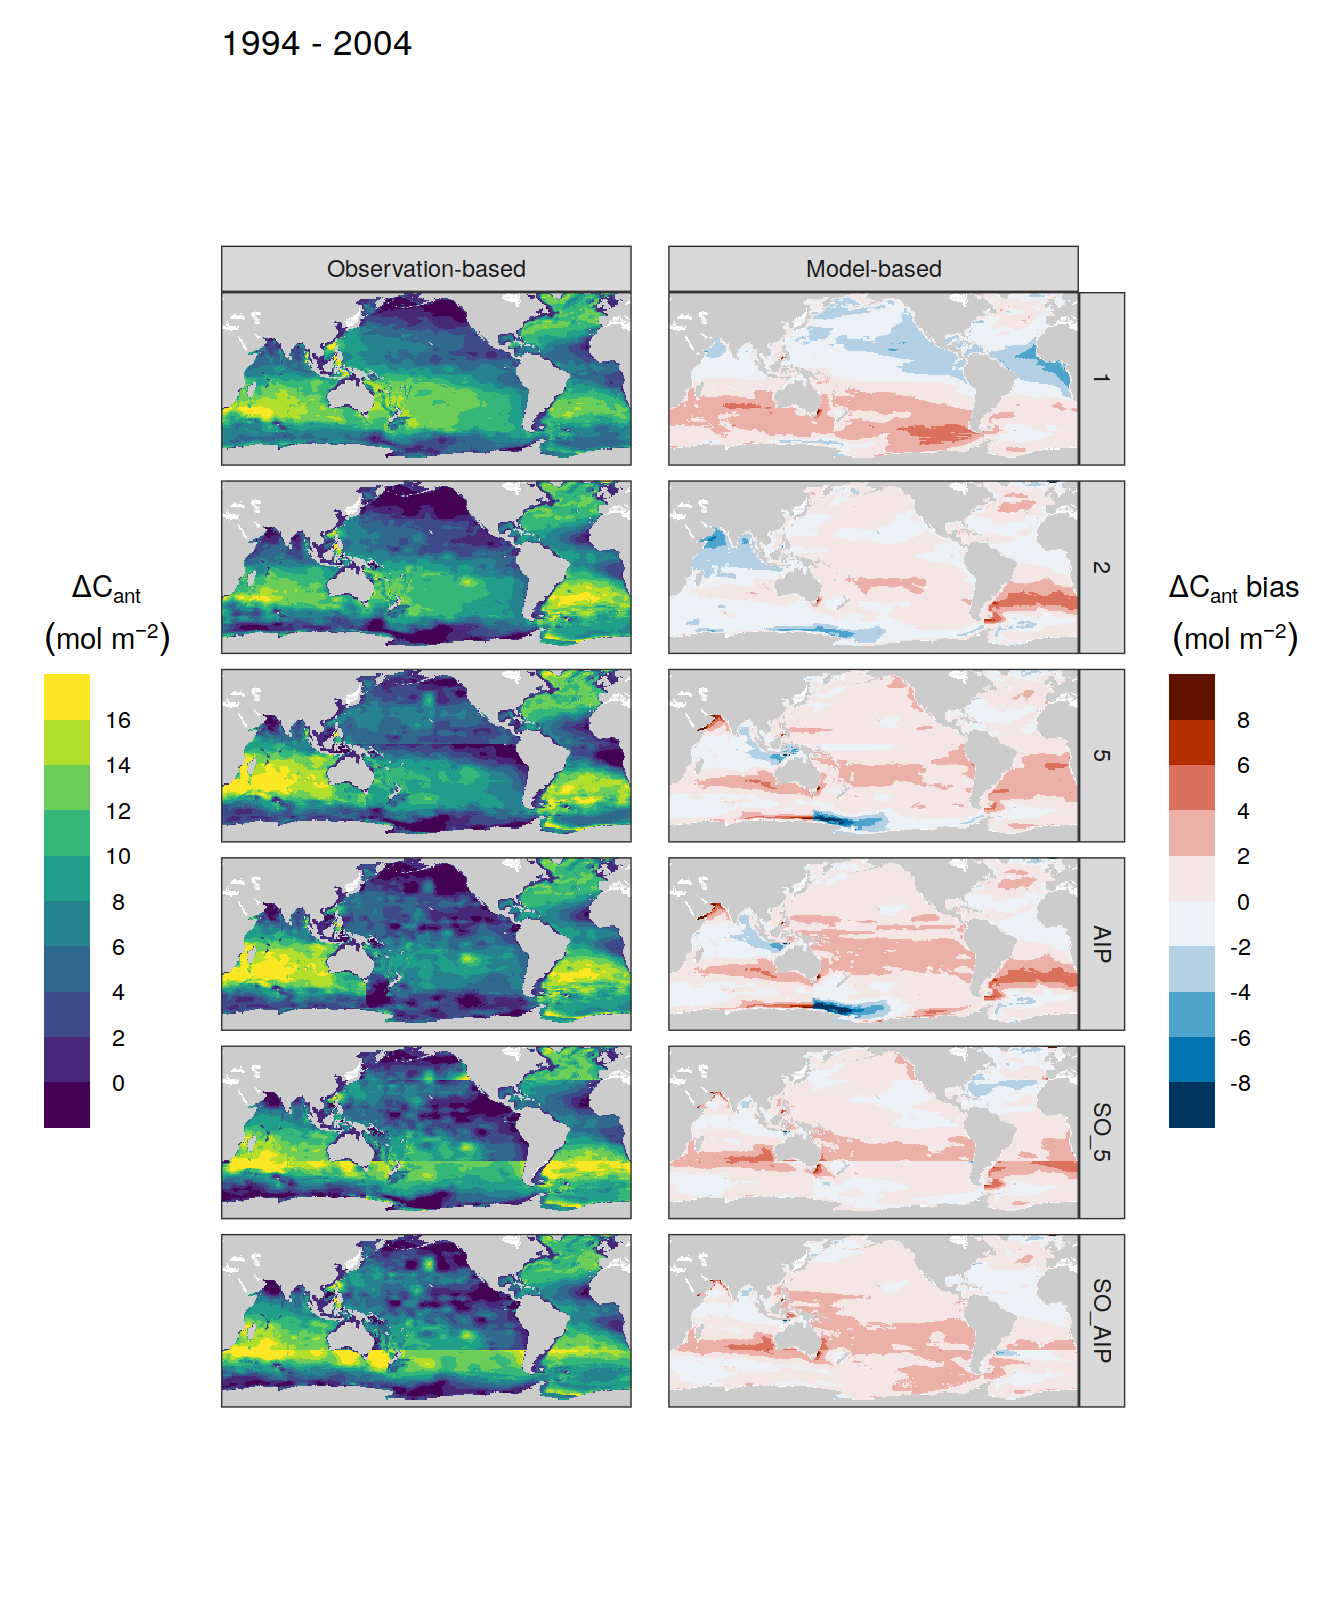 1994 - 2004
Observation-based
Model-based
1
2
5
AIP
SO_5
SO_AIP
ΔCant
(mol m−2)
16
14
12
10
8
6
4
2
0
ΔCant bias
(mol m−2)
8
6
4
2
0
-2
-4
-6
-8